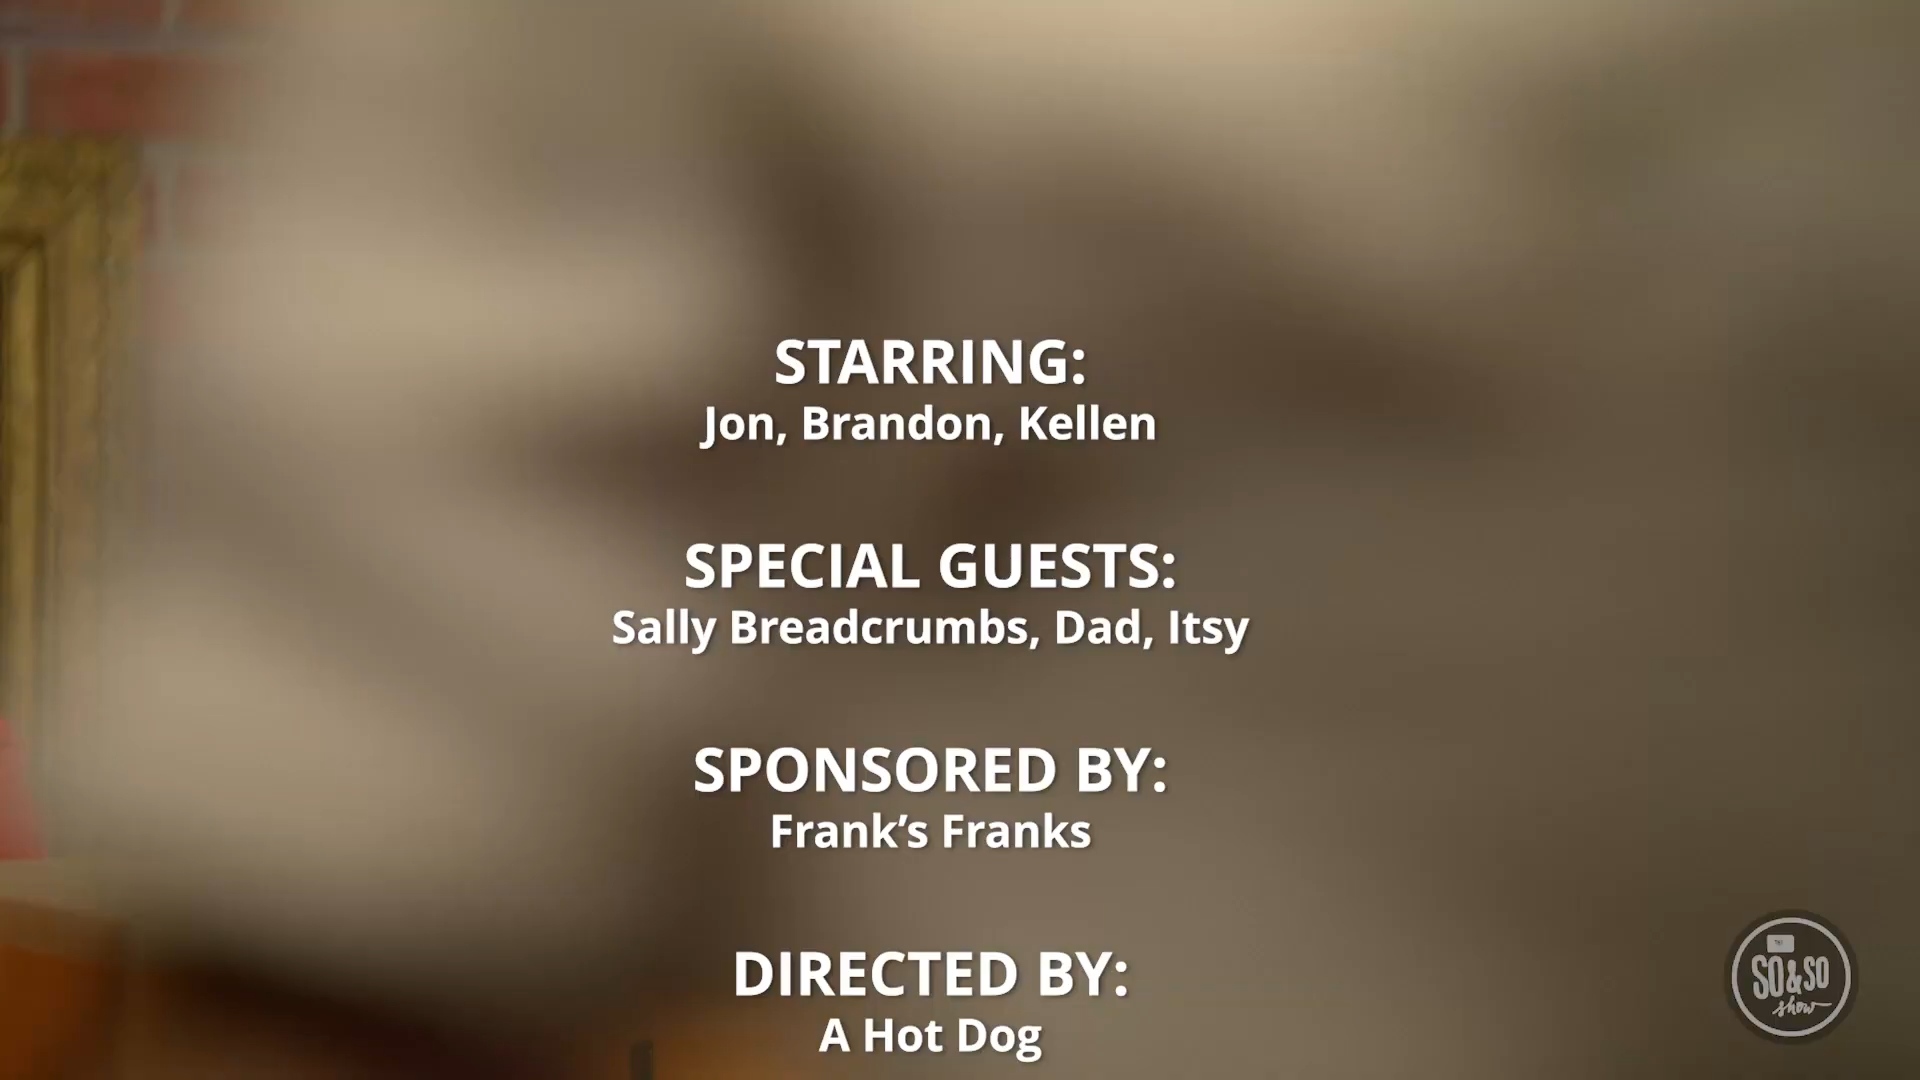 STARRING:
Jon, Brandon, Kellen
SPECIAL GUESTS:
Sally Breadcrumbs, Dad, Itsy
SPONSORED BY:
Frank’s Franks
DIRECTED BY:
A Hot Dog
SO&SO
show